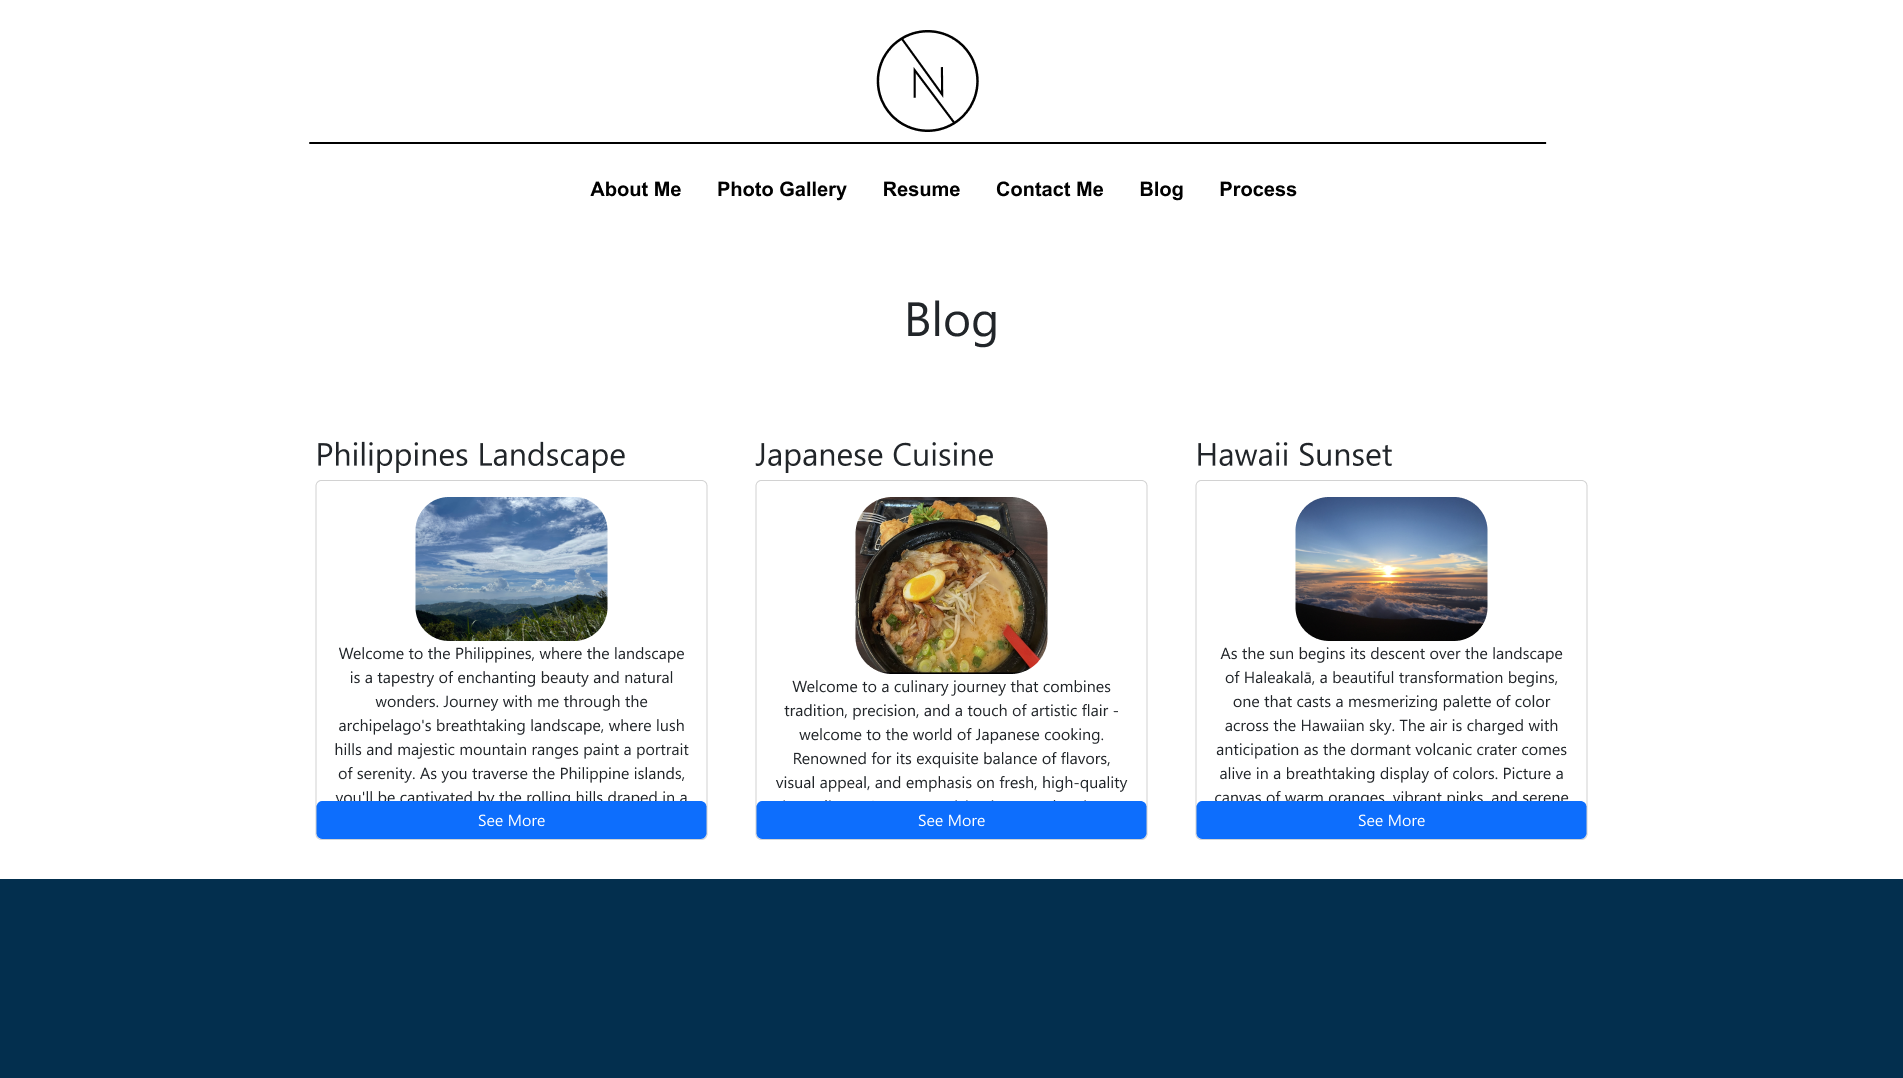 N
About Me Photo Gallery Resume Contact Me Blog Process
Blog
Philippines Landscape
Welcome to the Philippines, where the landscape
is a tapestry of enchanting beauty and natural
wonders. Journey with me through the
archipelago's breathtaking landscape, where lush
hills and majestic mountain ranges paint a portrait
of serenity. As you traverse the Philippine islands,
you'll be captivated by the rolling hills draped in a
See More
Japanese Cuisine
Welcome to a culinary journey that combines
tradition, precision, and a touch of artistic flair -
welcome to the world of Japanese cooking.
Renowned for its exquisite balance of flavors,
visual appeal, and emphasis on fresh, high-quality
See More
Hawaii Sunset
As the sun begins its descent over the landscape
of Haleakalā, a beautiful transformation begins,
one that casts a mesmerizing palette of color
across the Hawaiian sky. The air is charged with
anticipation as the dormant volcanic crater comes
alive in a breathtaking display of colors. Picture a
canvas of warm oranges, vibrant pinks, and serene
See More